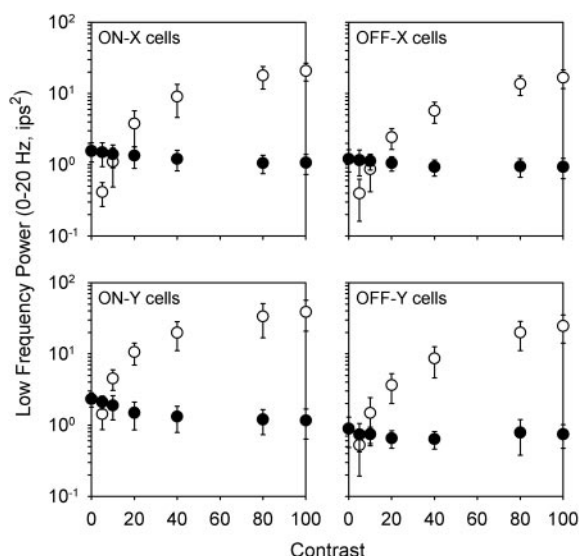 ON-X cells
OFF-X cells
10²
10¹
10⁰
10⁻¹
ON-Y cells
OFF-Y cells
10²
10¹
10⁰
10⁻¹
Low Frequency Power (0-20 Hz, ips²)
0 20 40 60 80 100 0 20 40 60 80 100
Contrast